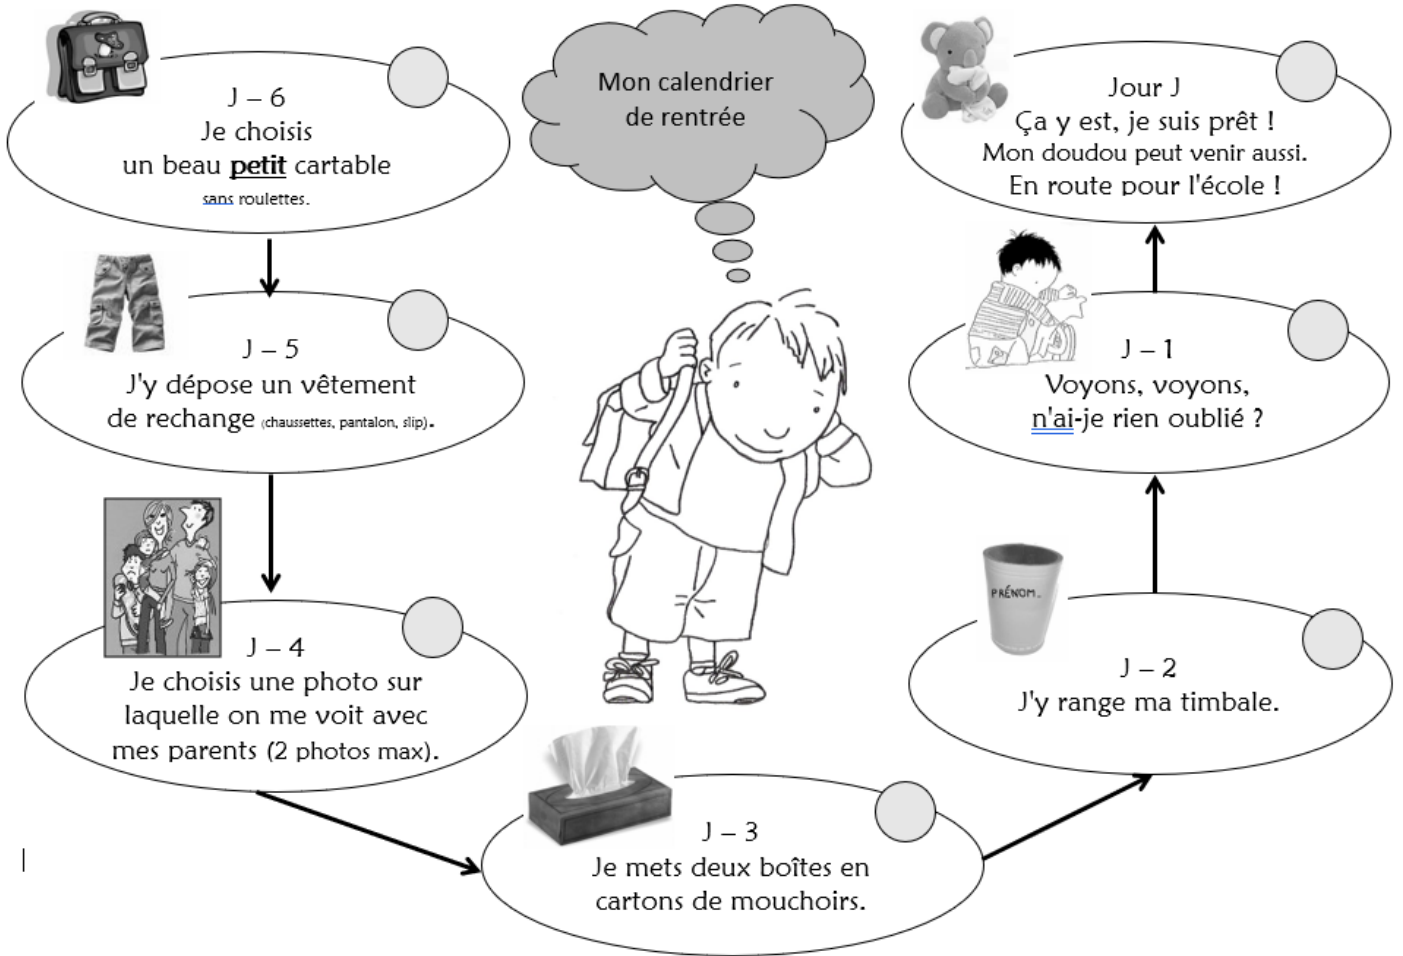 Mon calendrier
de rentrée
J – 6
Je choisis
un beau petit cartable
sans roulettes.
J – 5
J'y dépose un vêtement
de rechange (chaussettes, pantalon, slip).
J – 4
Je choisis une photo sur
laquelle on me voit avec
mes parents (2 photos max).
J – 3
Je mets deux boîtes en
cartons de mouchoirs.
PRÉNOM..
J – 2
J'y range ma timbale.
J – 1
Voyons, voyons,
n'ai-je rien oublié ?
Jour J
Ça y est, je suis prêt !
Mon doudou peut venir aussi.
En route pour l'école !